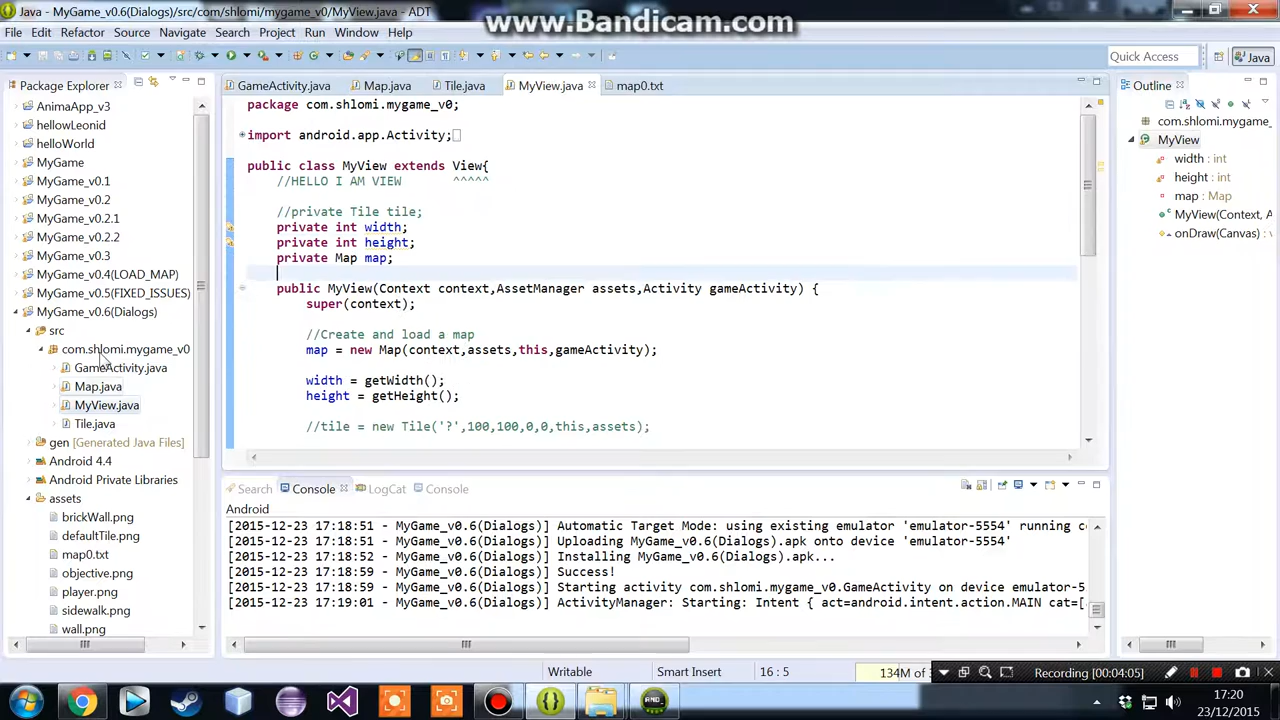 Java - MyGame_v0.6(Dialogs)/src/com/shlomi/mygame_v0/MyView.java - ADT
www.Bandicam.com
File Edit Refactor Source Navigate Search Project Run Window Help
Quick Access
Java
Package Explorer
AnimaApp_v3
hellowLeonid
helloWorld
MyGame
MyGame_v0.1
MyGame_v0.2
MyGame_v0.2.1
MyGame_v0.2.2
MyGame_v0.3
MyGame_v0.4(LOAD_MAP)
MyGame_v0.5(FIXED_ISSUES)
MyGame_v0.6(Dialogs)
src
com.shlomi.mygame_v0
GameActivity.java
Map.java
MyView.java
Tile.java
gen [Generated Java Files]
Android 4.4
Android Private Libraries
assets
brickWall.png
defaultTile.png
map0.txt
objective.png
player.png
sidewalk.png
wall.png
GameActivity.java Map.java Tile.java MyView.java map0.txt
package com.shlomi.mygame_v0;
import android.app.Activity;
public class MyView extends View{
//HELLO I AM VIEW ^^^^^
//private Tile tile;
private int width;
private int height;
private Map map;
public MyView(Context context,AssetManager assets,Activity gameActivity) {
super(context);
//Create and load a map
map = new Map(context,assets,this,gameActivity);
width = getWidth();
height = getHeight();
//tile = new Tile('?',100,100,0,0,this,assets);
Outline
com.shlomi.mygame_
MyView
width : int
height : int
map : Map
MyView(Context, A
onDraw(Canvas) : v
Search Console LogCat Console
Android
[2015-12-23 17:18:51 - MyGame_v0.6(Dialogs)] Automatic Target Mode: using existing emulator 'emulator-5554' running co
[2015-12-23 17:18:51 - MyGame_v0.6(Dialogs)] Uploading MyGame_v0.6(Dialogs).apk onto device 'emulator-5554'
[2015-12-23 17:18:52 - MyGame_v0.6(Dialogs)] Installing MyGame_v0.6(Dialogs).apk...
[2015-12-23 17:18:59 - MyGame_v0.6(Dialogs)] Success!
[2015-12-23 17:18:59 - MyGame_v0.6(Dialogs)] Starting activity com.shlomi.mygame_v0.GameActivity on device emulator-5
[2015-12-23 17:19:01 - MyGame_v0.6(Dialogs)] ActivityManager: Starting: Intent { act=android.intent.action.MAIN cat=[
Writable Smart Insert 16 : 5 134M of
Recording [00:04:05]
17:20
23/12/2015